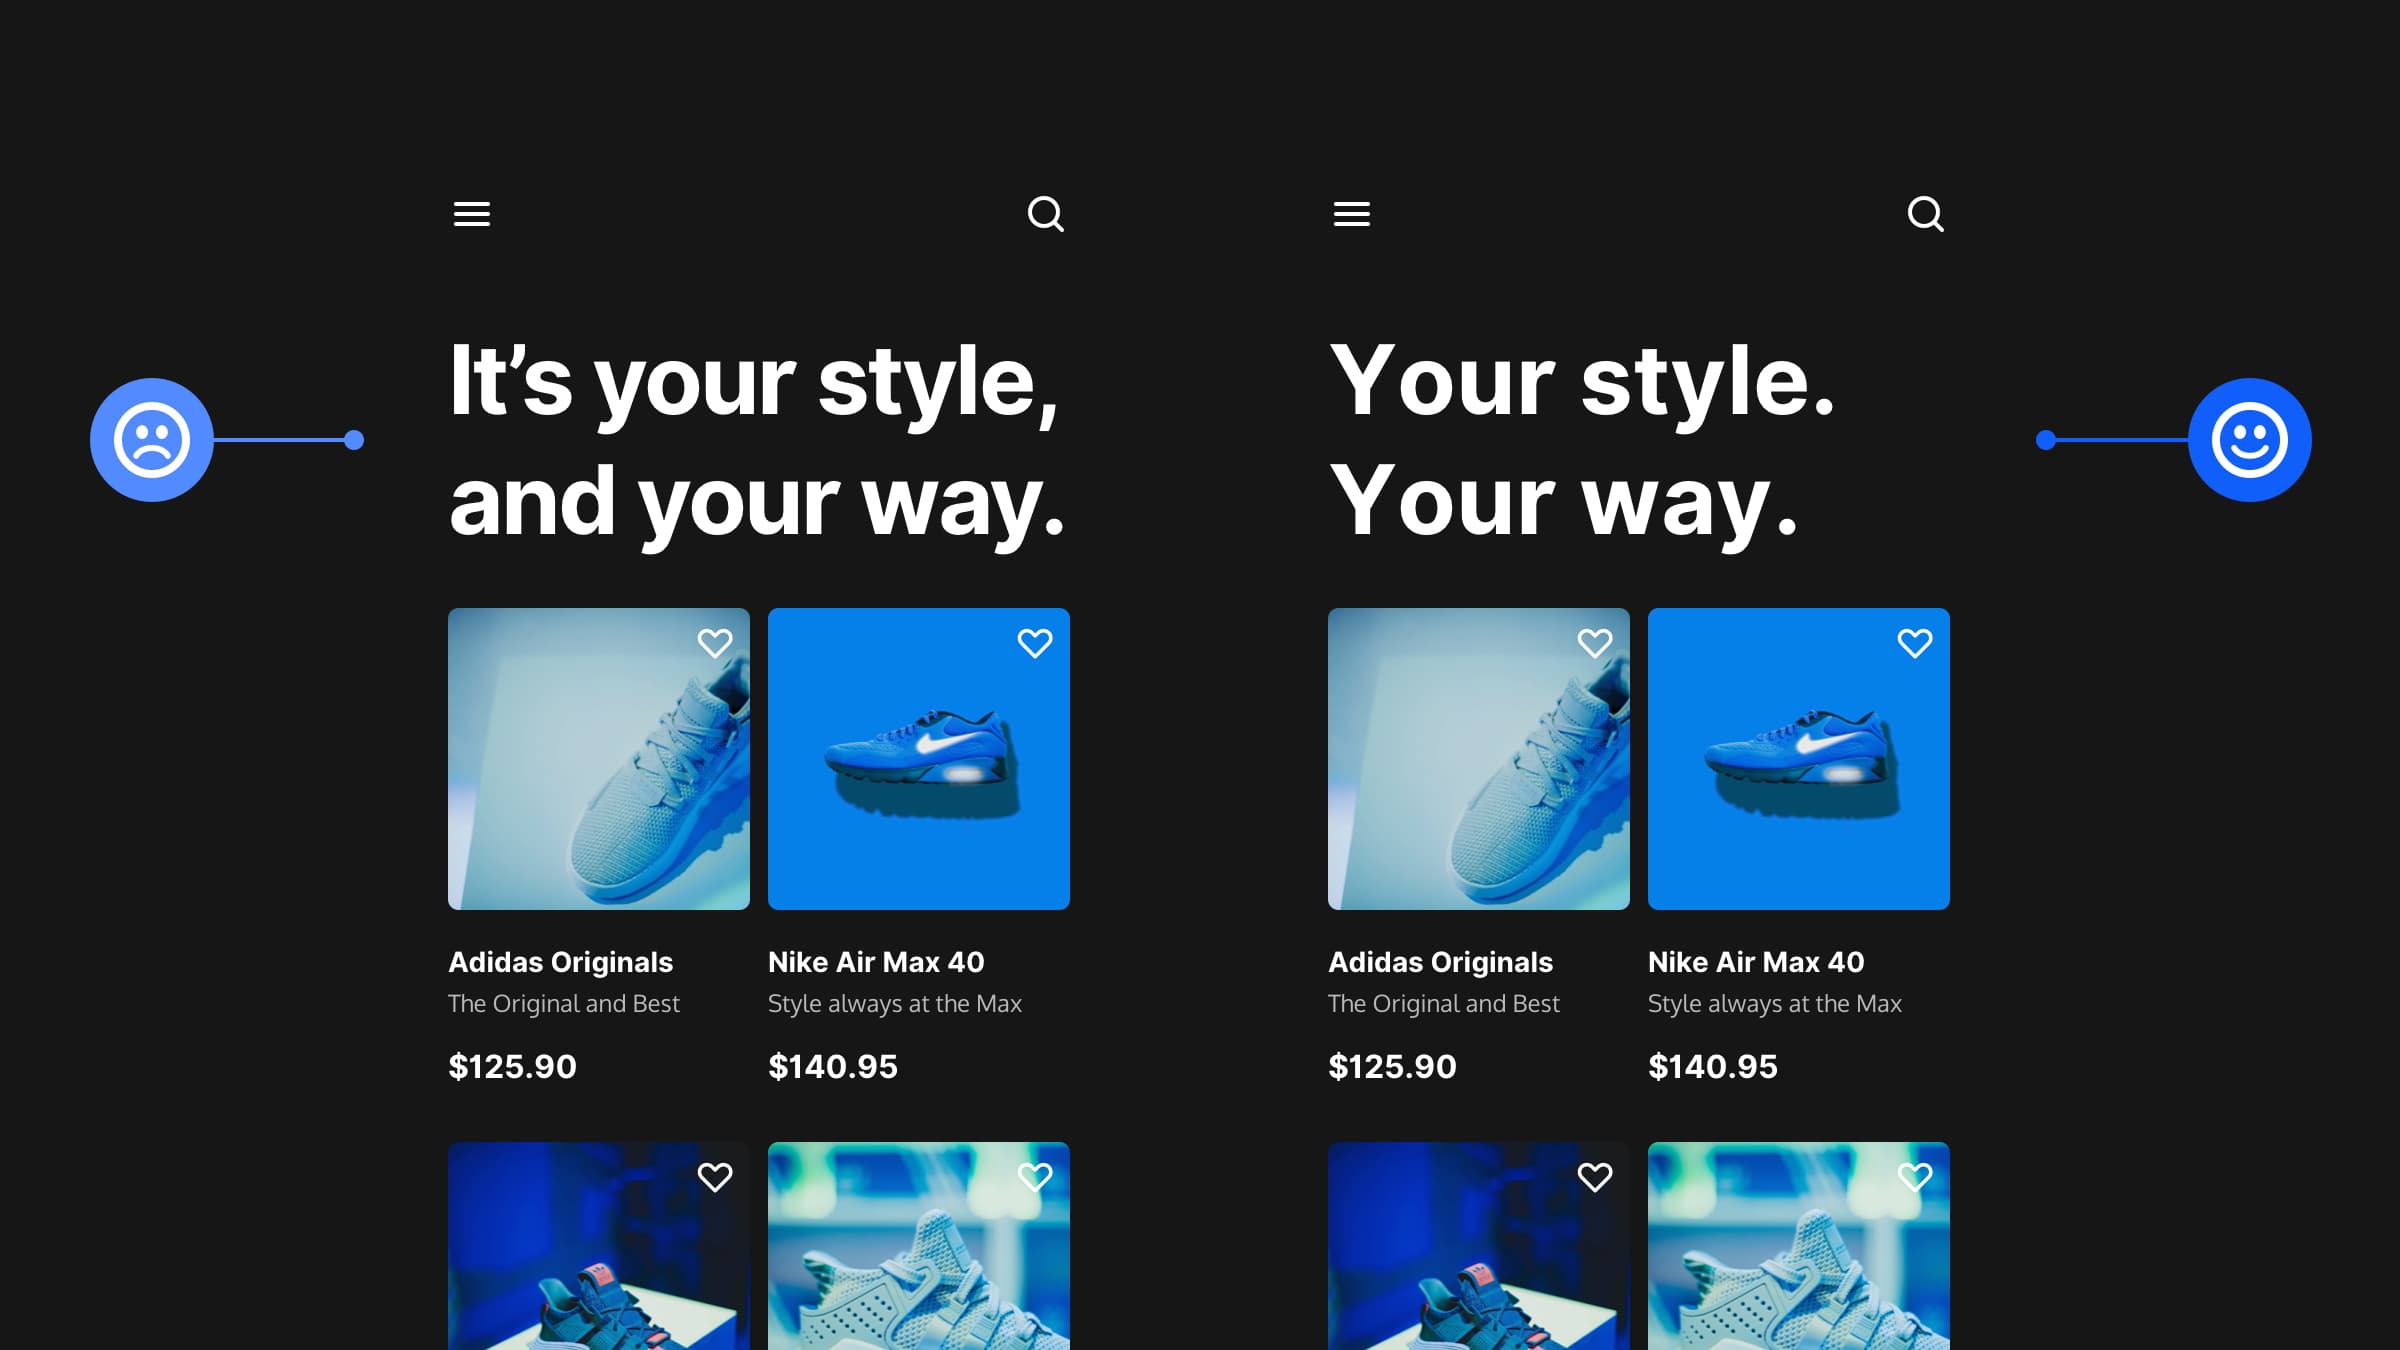 It’s your style,
and your way.
Adidas Originals
The Original and Best
$125.90
Nike Air Max 40
Style always at the Max
$140.95
Your style.
Your way.
Adidas Originals
The Original and Best
$125.90
Nike Air Max 40
Style always at the Max
$140.95